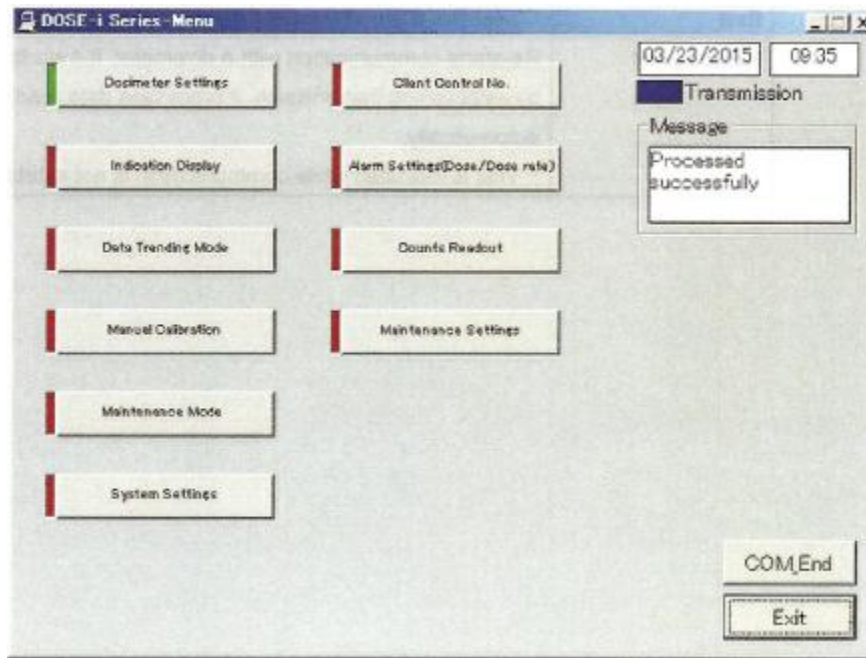 DOSE-i Series-Menu
03/23/2015 09:35
Transmission
Message
Processed
successfully
Dosimeter Settings
Client Control No.
Indication Display
Alarm Settings(Dose/Dose rate)
Data Trending Mode
Counts Readout
Manual Calibration
Maintenance Settings
Maintenance Mode
System Settings
COM_End
Exit